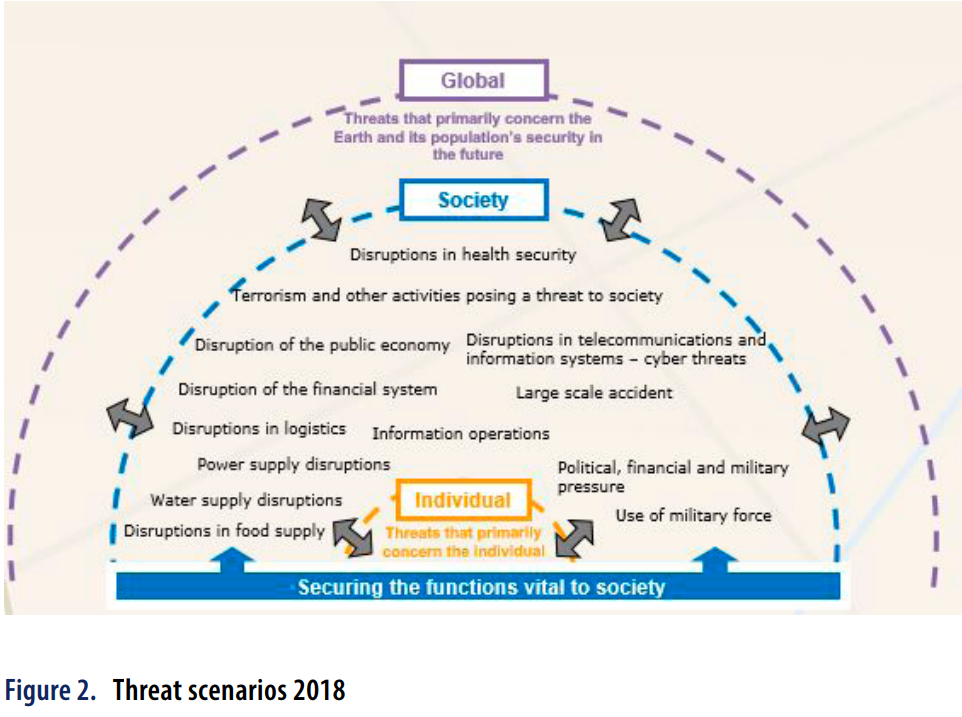 Global
Threats that primarily concern the
Earth and its population's security in
the future
Society
Disruptions in health security
Terrorism and other activities posing a threat to society
Disruption of the public economy
Disruptions in telecommunications and
information systems – cyber threats
Disruption of the financial system
Large scale accident
Disruptions in logistics
Information operations
Power supply disruptions
Political, financial and military
pressure
Water supply disruptions
Individual
Use of military force
Disruptions in food supply
Threats that primarily
concern the individual
Securing the functions vital to society
Figure 2. Threat scenarios 2018